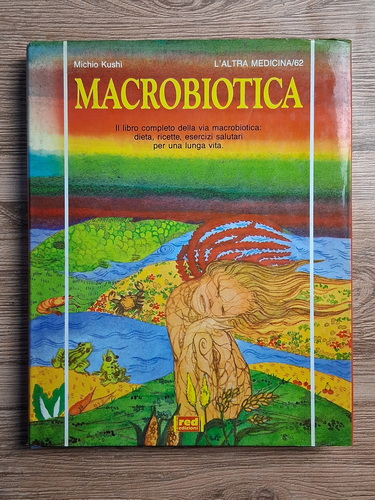 Michio Kushi
L'ALTRA MEDICINA/62
MACROBIOTICA
Il libro completo della via macrobiotica:
dieta, ricette, esercizi salutari
per una lunga vita.
red
edizioni